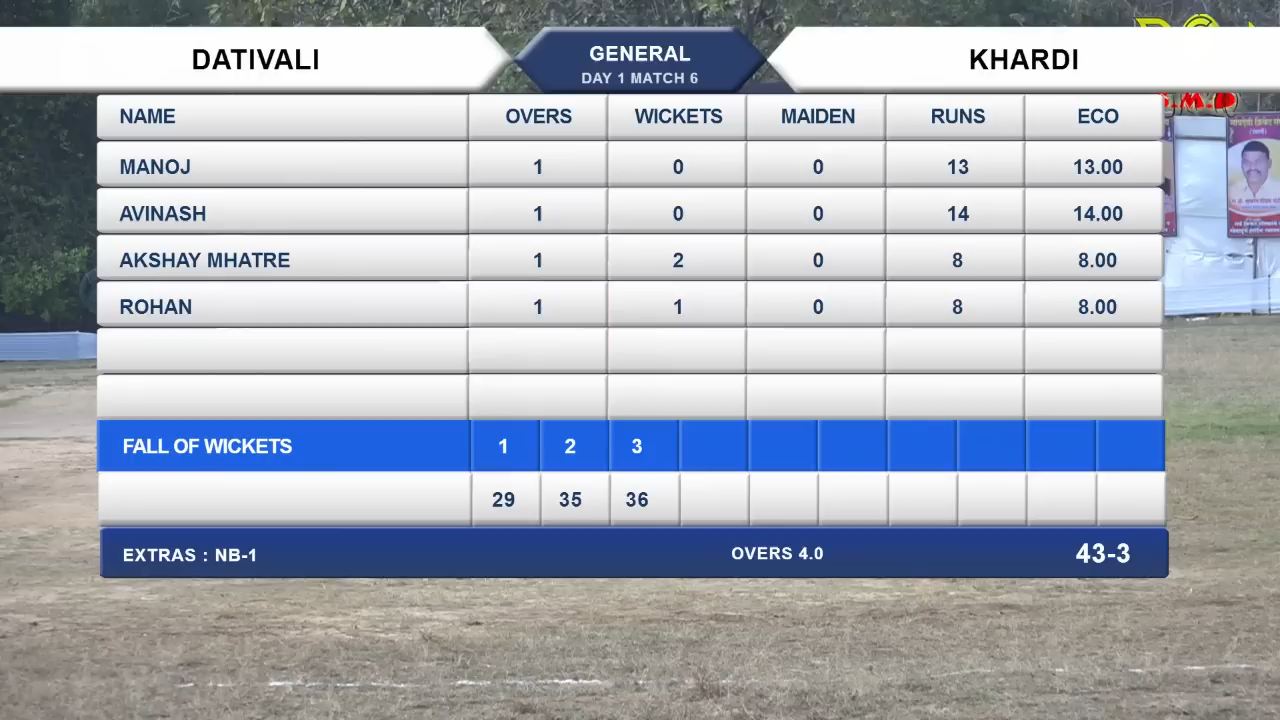 DATIVALI
GENERAL
DAY 1 MATCH 6
KHARDI
NAME OVERS WICKETS MAIDEN RUNS ECO
MANOJ 1 0 0 13 13.00
AVINASH 1 0 0 14 14.00
AKSHAY MHATRE 1 2 0 8 8.00
ROHAN 1 1 0 8 8.00
FALL OF WICKETS 1 2 3
29 35 36
EXTRAS : NB-1 OVERS 4.0 43-3